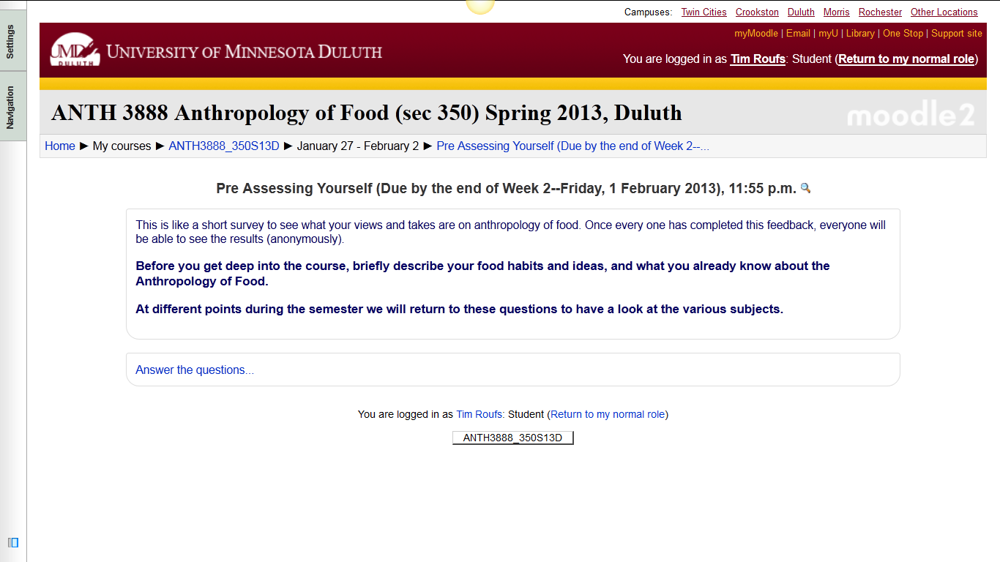 Campuses: Twin Cities Crookston Duluth Morris Rochester Other Locations
myMoodle | Email | myU | Library | One Stop | Support site
UMD
DULUTH
UNIVERSITY OF MINNESOTA DULUTH
You are logged in as Tim Roufs: Student (Return to my normal role)
Settings
Navigation
ANTH 3888 Anthropology of Food (sec 350) Spring 2013, Duluth
moodle2
Home ► My courses ► ANTH3888_350S13D ► January 27 - February 2 ► Pre Assessing Yourself (Due by the end of Week 2--...
Pre Assessing Yourself (Due by the end of Week 2--Friday, 1 February 2013), 11:55 p.m.
This is like a short survey to see what your views and takes are on anthropology of food. Once every one has completed this feedback, everyone will
be able to see the results (anonymously).
Before you get deep into the course, briefly describe your food habits and ideas, and what you already know about the
Anthropology of Food.
At different points during the semester we will return to these questions to have a look at the various subjects.
Answer the questions...
You are logged in as Tim Roufs: Student (Return to my normal role)
ANTH3888_350S13D